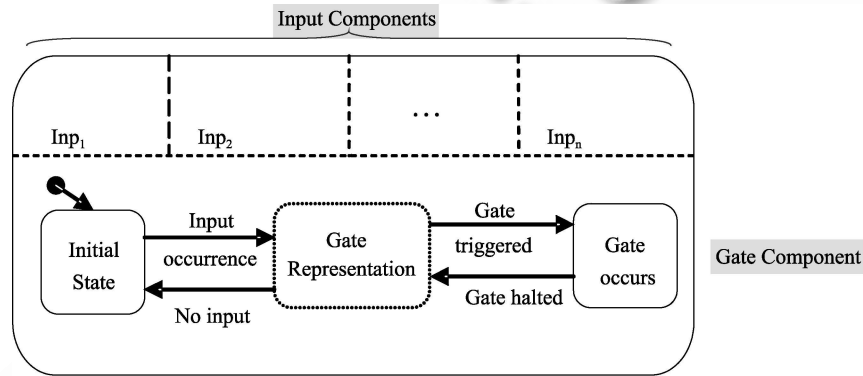 Input Components
Inp1
Inp2
...
Inpn
Initial
State
Input
occurrence
No input
Gate
Representation
Gate
triggered
Gate halted
Gate
occurs
Gate Component